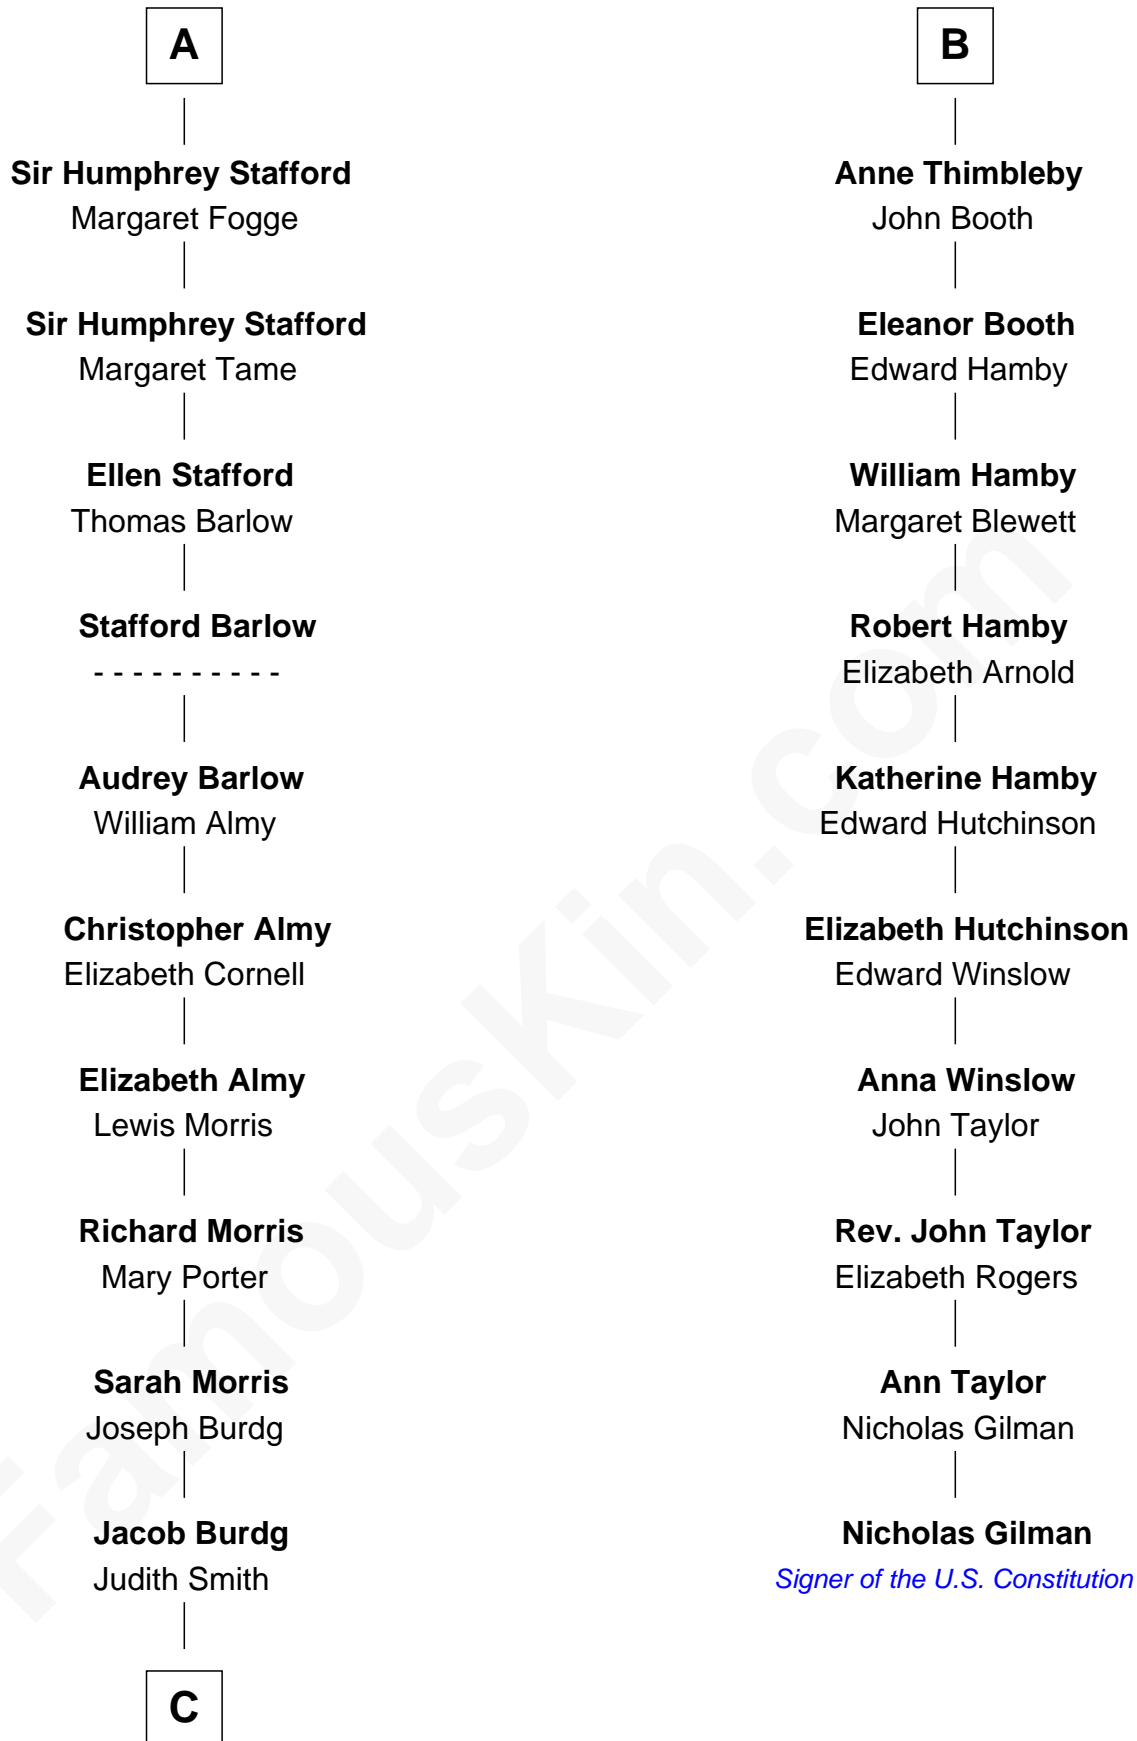 A
Sir Humphrey Stafford
Margaret Fogge
Sir Humphrey Stafford
Margaret Tame
Ellen Stafford
Thomas Barlow
Stafford Barlow
- - - - - - - - - -
Audrey Barlow
William Almy
Christopher Almy
Elizabeth Cornell
Elizabeth Almy
Lewis Morris
Richard Morris
Mary Porter
Sarah Morris
Joseph Burdg
Jacob Burdg
Judith Smith
C
B
Anne Thimbleby
John Booth
Eleanor Booth
Edward Hamby
William Hamby
Margaret Blewett
Robert Hamby
Elizabeth Arnold
Katherine Hamby
Edward Hutchinson
Elizabeth Hutchinson
Edward Winslow
Anna Winslow
John Taylor
Rev. John Taylor
Elizabeth Rogers
Ann Taylor
Nicholas Gilman
Nicholas Gilman
Signer of the U.S. Constitution
FamousKin.com